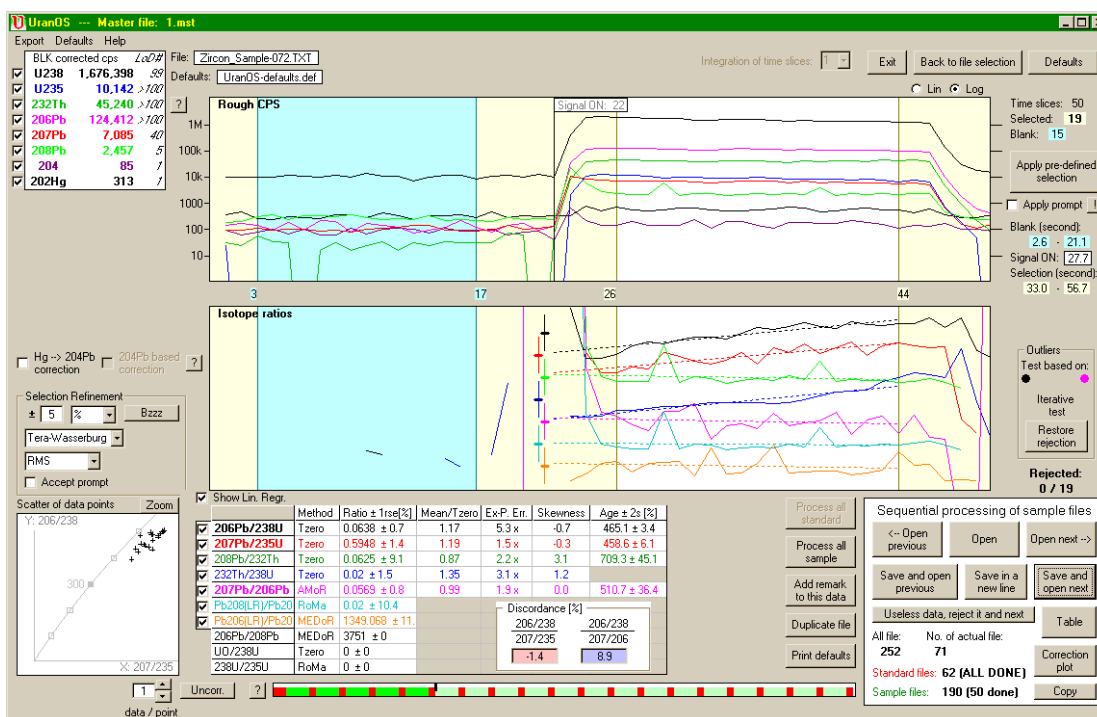 UranOS --- Master file: 1.mst
Export Defaults Help
BLK corrected cps LoD#
U238 1,676,398 99
U235 10,142 >100
232Th 45,240 >100
206Pb 124,412 >100
207Pb 7,085 40
208Pb 2,457 5
204 85 1
202Hg 313 1
File: Zircon_Sample-072.TXT
Defaults: UranOS-defaults.def
?
Integration of time slices: 1
Exit
Back to file selection
Defaults
Lin Log
Rough CPS
Signal ON: 22
1M
100k
10k
1000
100
10
3 17 26 44
Time slices: 50
Selected: 19
Blank: 15
Apply pre-defined
selection
Apply prompt !
Blank (second):
2.6 - 21.1
Signal ON: 27.7
Selection (second):
33.0 - 56.7
Isotope ratios
Hg --> 204Pb
correction
204Pb based
correction
?
Selection Refinement
± 5 % Bzzz
Tera-Wasserburg
RMS
Accept prompt
Outliers
Test based on:
Iterative
test
Restore
rejection
Rejected:
0 / 19
Scatter of data points Zoom
Y: 206/238
300
X: 207/235
1
data / point
Show Lin. Regr.
Method Ratio ± 1rse[%] Mean/Tzero Ex-P. Err. Skewness Age ± 2s [%]
206Pb/238U Tzero 0.0638 ± 0.7 1.17 5.3 x -0.7 465.1 ± 3.4
207Pb/235U Tzero 0.5948 ± 1.4 1.19 1.5 x -0.3 458.6 ± 6.1
208Pb/232Th Tzero 0.0625 ± 9.1 0.87 2.2 x 3.1 709.3 ± 45.1
232Th/238U Tzero 0.02 ± 1.5 1.35 3.1 x 1.2
207Pb/206Pb AMoR 0.0569 ± 0.8 0.99 1.9 x 0.0 510.7 ± 36.4
Pb208(LR)/Pb20 RoMa 0.02 ± 10.4
Pb206(LR)/Pb20 MEDoR 1349.068 ± 11.
206Pb/208Pb MEDoR 3751 ± 0
UO/UO Tzero 0 ± 0
238U/235U RoMa 0 ± 0
Discordance [%]
206/238 206/238
207/235 207/206
-1.4 8.9
Uncorr. ?
Process all
standard
Process all
sample
Add remark
to this data
Duplicate file
Print defaults
Sequential processing of sample files
<-- Open
previous
Open
Open next -->
Save and open
previous
Save in a
new line
Save and
open next
Useless data, reject it and next
Table
All file: No. of actual file:
252 71
Correction
plot
Standard files: 62 (ALL DONE)
Sample files: 190 (50 done)
Copy